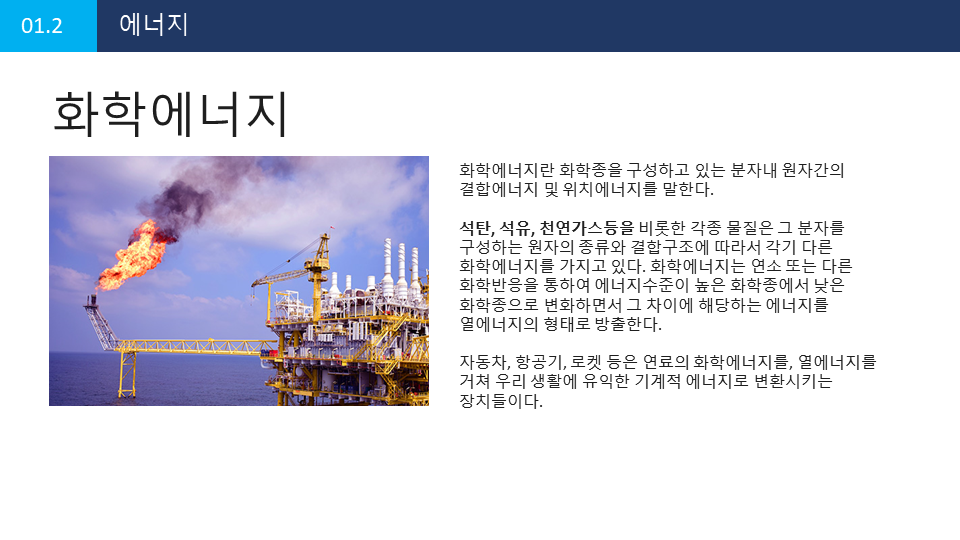 01.2
에너지
화학에너지
화학에너지란 화학종을 구성하고 있는 분자내 원자간의
결합에너지 및 위치에너지를 말한다.
석탄, 석유, 천연가스등을 비롯한 각종 물질은 그 분자를
구성하는 원자의 종류와 결합구조에 따라서 각기 다른
화학에너지를 가지고 있다. 화학에너지는 연소 또는 다른
화학반응을 통하여 에너지수준이 높은 화학종에서 낮은
화학종으로 변화하면서 그 차이에 해당하는 에너지를
열에너지의 형태로 방출한다.
자동차, 항공기, 로켓 등은 연료의 화학에너지를, 열에너지를
거쳐 우리 생활에 유익한 기계적 에너지로 변환시키는
장치들이다.